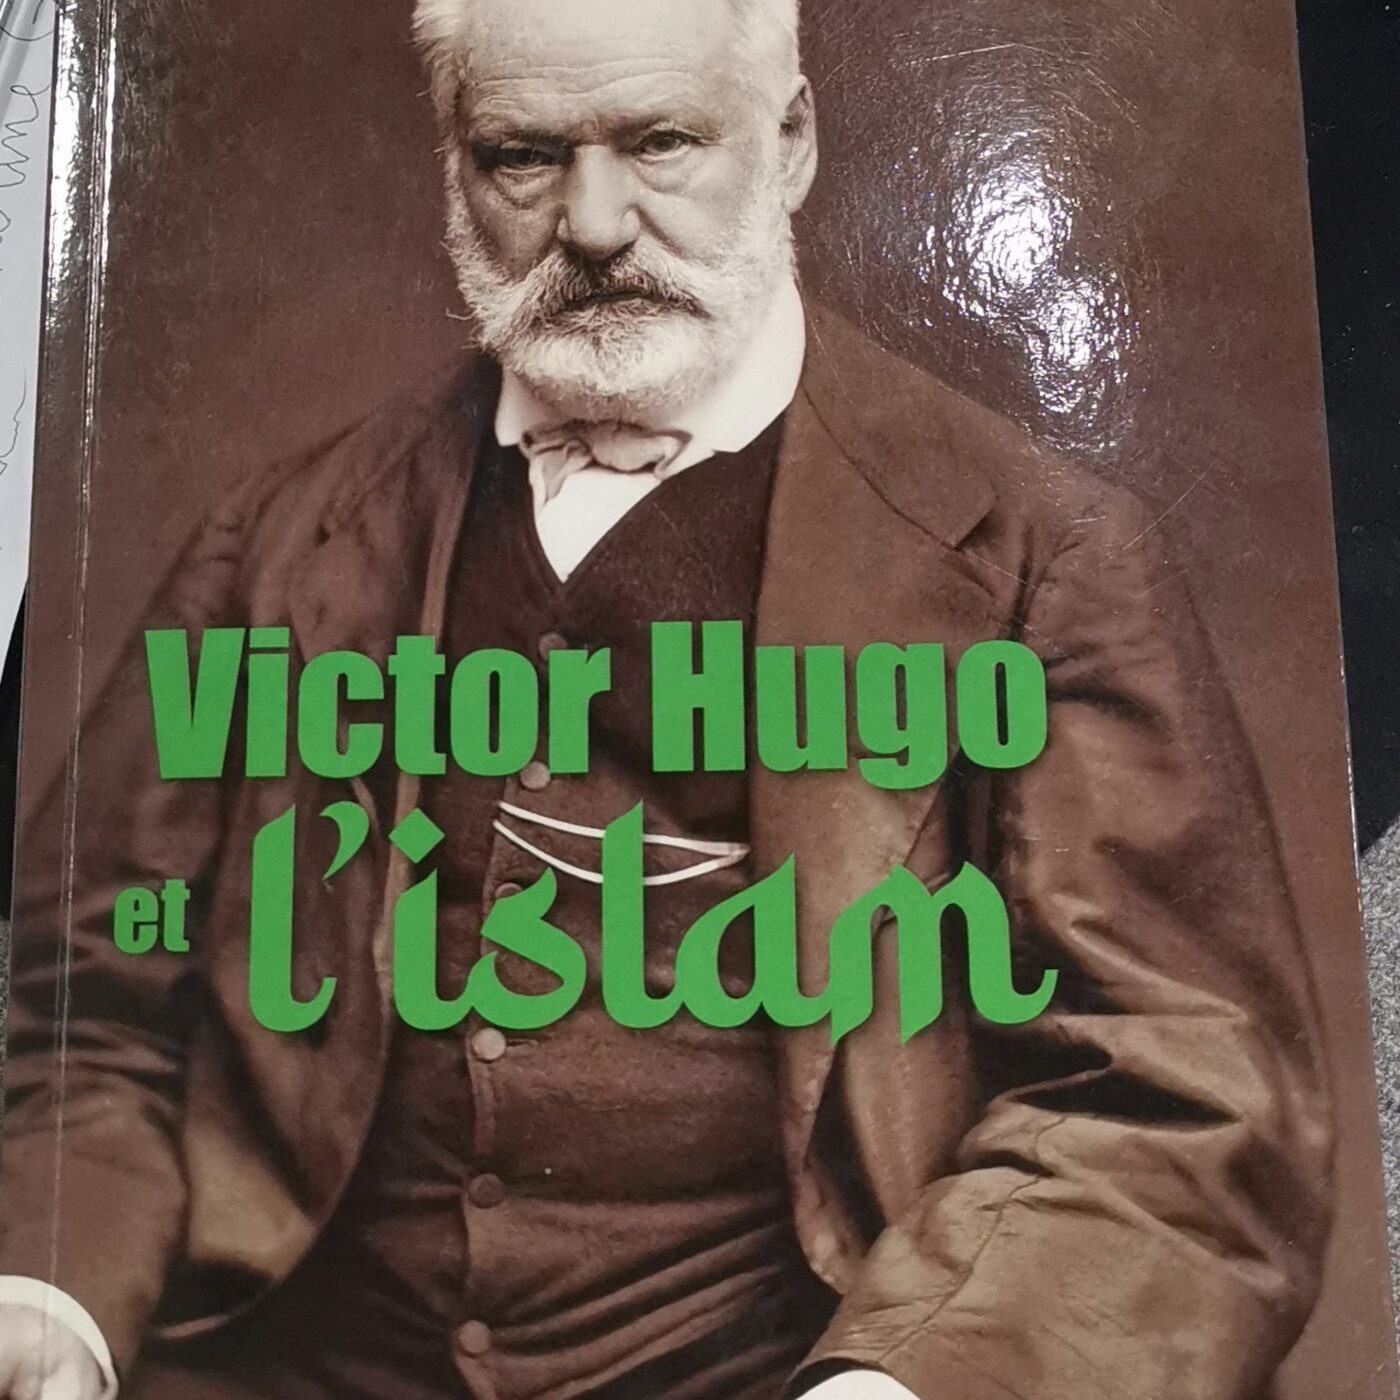 Victor Hugo
et l'islam